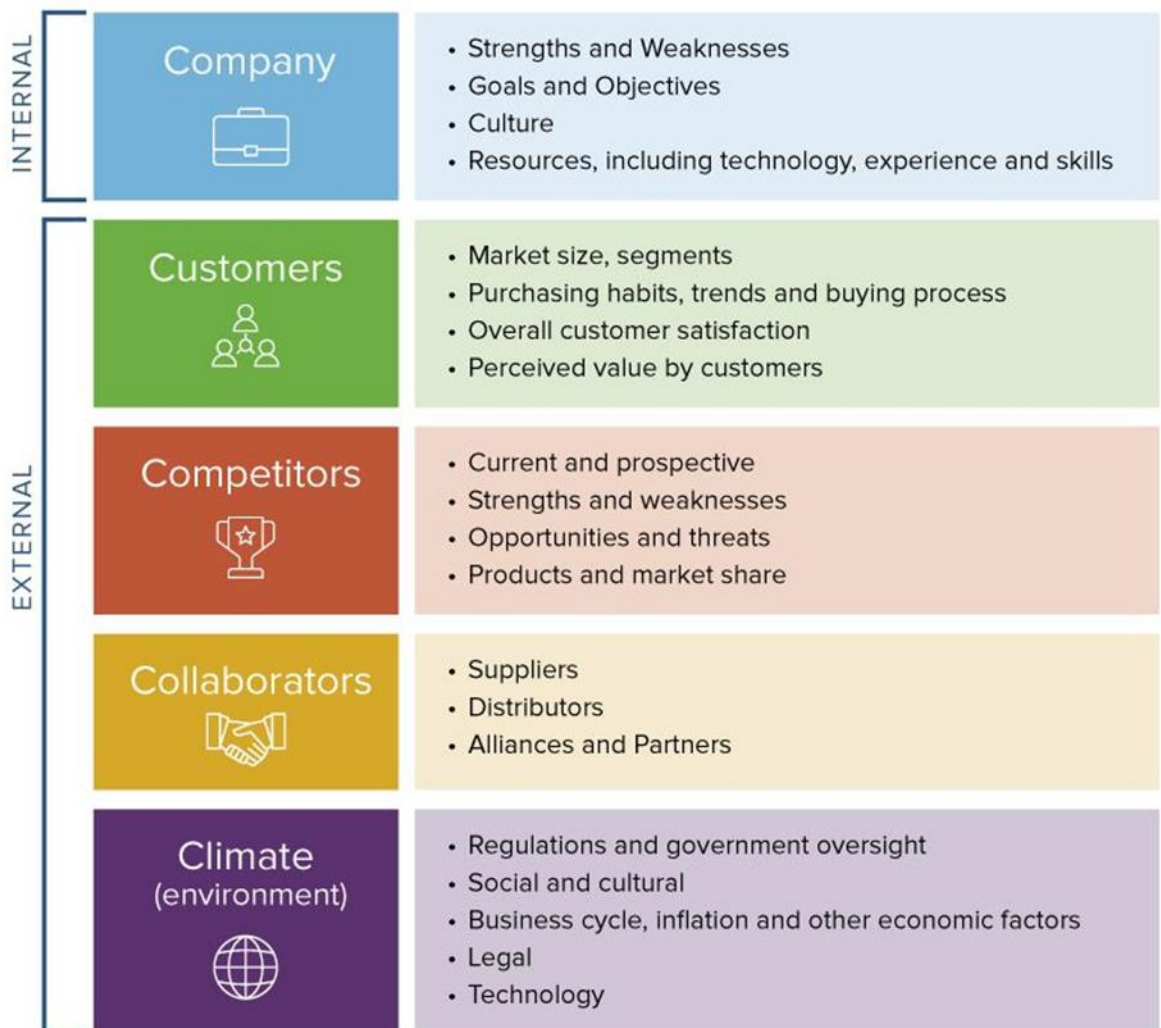 INTERNAL
Company
• Strengths and Weaknesses
• Goals and Objectives
• Culture
• Resources, including technology, experience and skills
EXTERNAL
Customers
• Market size, segments
• Purchasing habits, trends and buying process
• Overall customer satisfaction
• Perceived value by customers
Competitors
• Current and prospective
• Strengths and weaknesses
• Opportunities and threats
• Products and market share
Collaborators
• Suppliers
• Distributors
• Alliances and Partners
Climate
(environment)
• Regulations and government oversight
• Social and cultural
• Business cycle, inflation and other economic factors
• Legal
• Technology